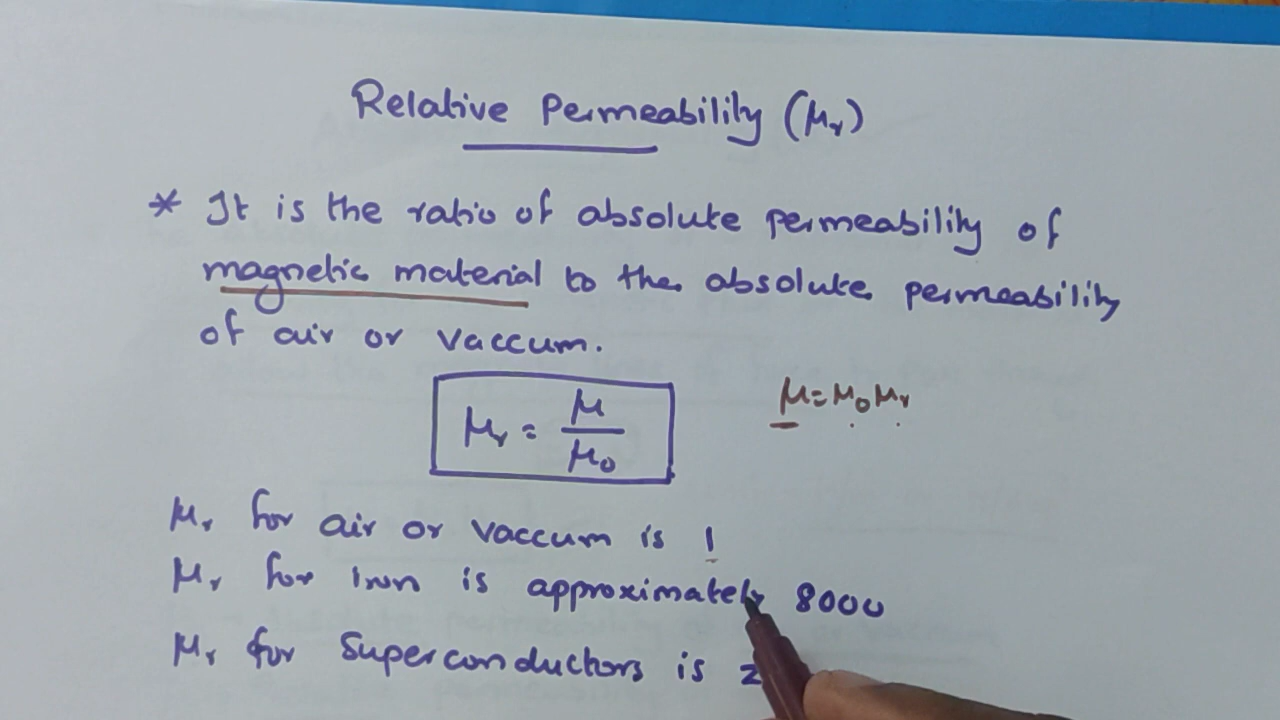 Relative Permeability (μr)
* It is the ratio of absolute permeability of
magnetic material to the absolute permeability
of air or vaccum.
μr = μ/μ0
μ=μ0μr
μr for air or vaccum is 1
μr for iron is approximately 8000
μr for Superconductors is